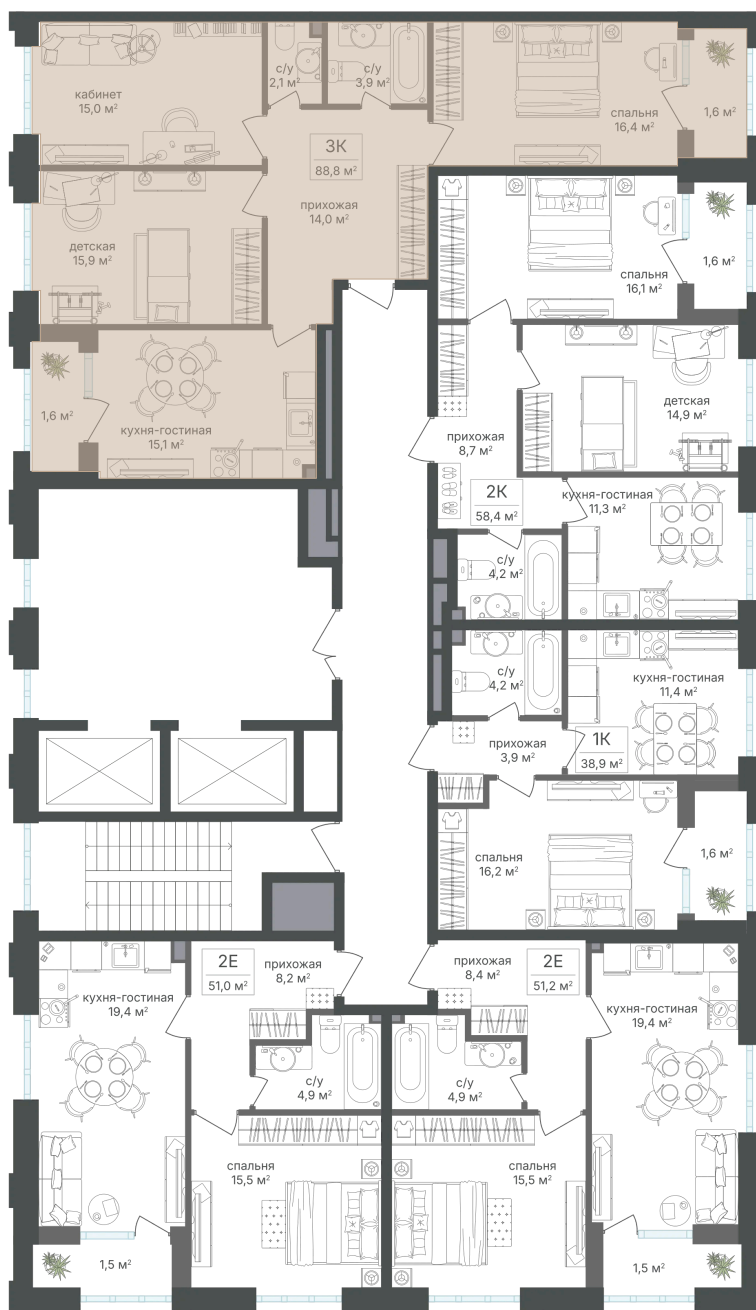 кабинет
15,0 м²
с/у
2,1 м²
с/у
3,9 м²
спальня
16,4 м²
1,6 м²
3К
88,8 м²
прихожая
14,0 м²
детская
15,9 м²
спальня
16,1 м²
1,6 м²
1,6 м²
кухня-гостиная
15,1 м²
детская
14,9 м²
прихожая
8,7 м²
2К
58,4 м²
кухня-гостиная
11,3 м²
с/у
4,2 м²
с/у
4,2 м²
кухня-гостиная
11,4 м²
прихожая
3,9 м²
1К
38,9 м²
спальня
16,2 м²
1,6 м²
2Е
51,0 м²
прихожая
8,2 м²
прихожая
8,4 м²
2Е
51,2 м²
кухня-гостиная
19,4 м²
кухня-гостиная
19,4 м²
с/у
4,9 м²
с/у
4,9 м²
спальня
15,5 м²
спальня
15,5 м²
1,5 м²
1,5 м²